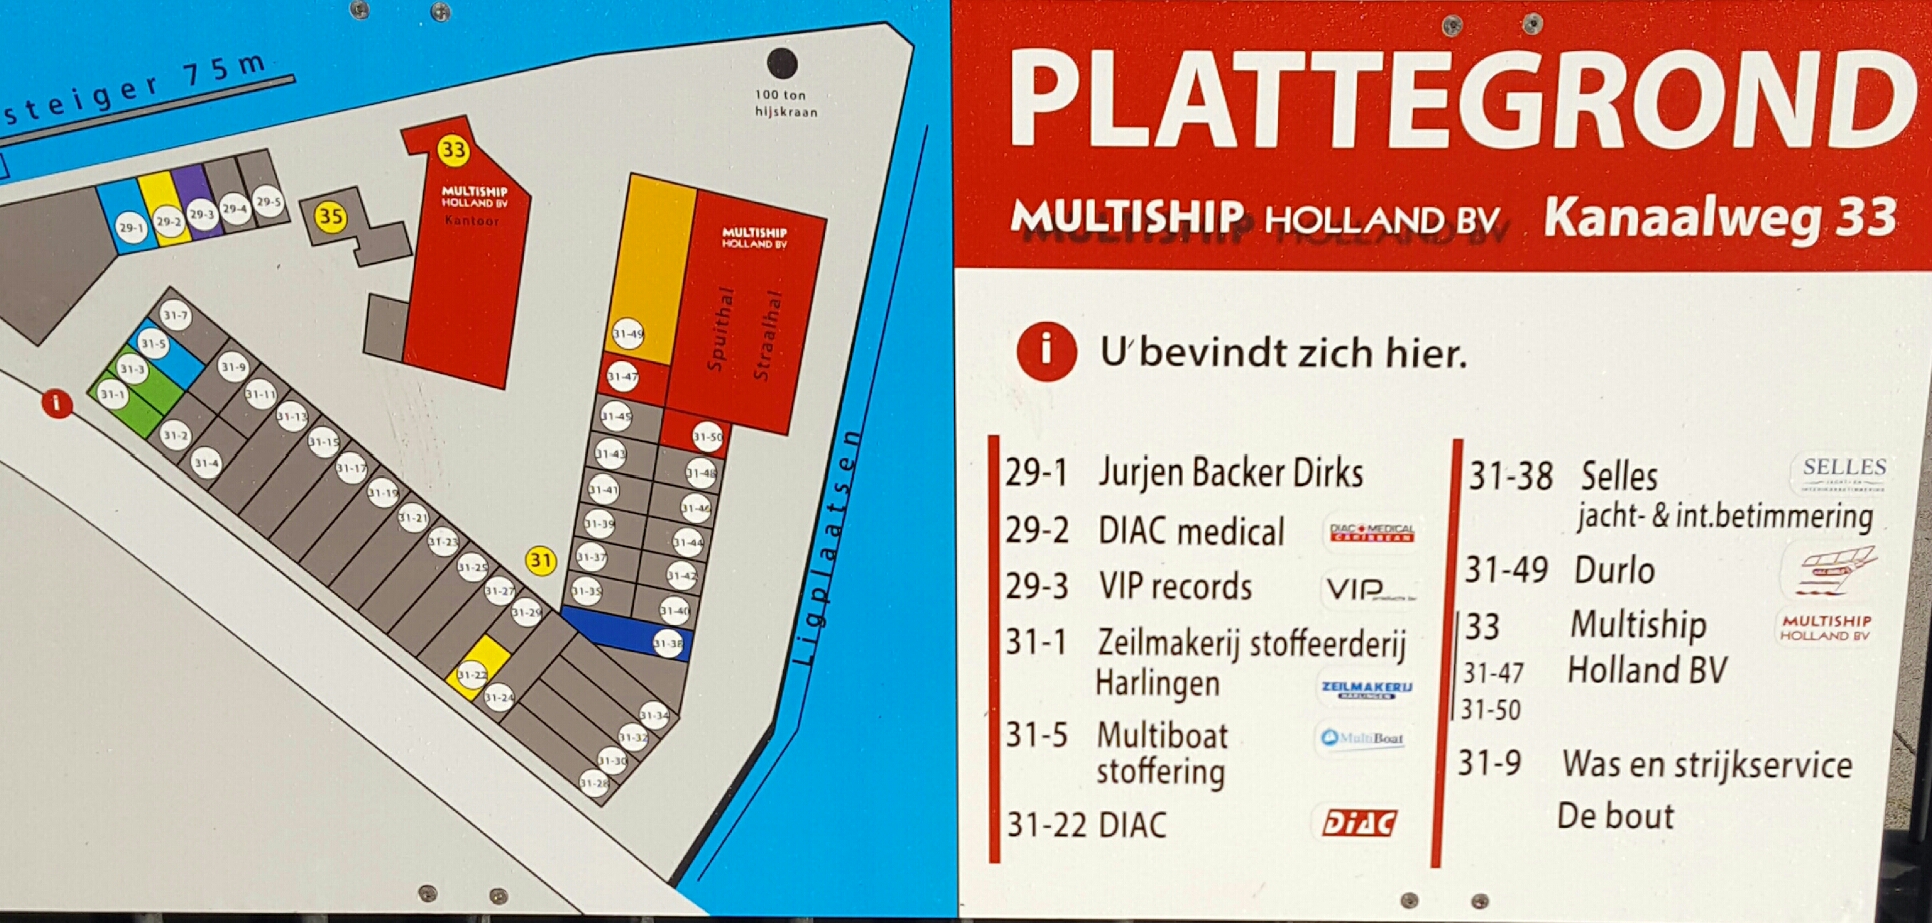 steiger 75m
100 ton
hijskraan
33
MULTISHIP
HOLLAND BV
Kantoor
35
29-1
29-2
29-3
29-4
29-5
MULTISHIP
HOLLAND BV
Spuithal
Straalhal
31-49
31-47
31-45
31-43
31-41
31-39
31-37
31-35
31-50
31-48
31-46
31-44
31-42
31-40
31-38
31
31-7
31-5
31-3
31-1
i
31-2
31-4
31-9
31-11
31-13
31-15
31-17
31-19
31-21
31-23
31-25
31-27
31-29
31-22
31-24
31-34
31-32
31-30
31-28
Ligplaatsen
PLATTEGROND
MULTISHIP HOLLAND BV Kanaalweg 33
i U bevindt zich hier.
29-1 Jurjen Backer Dirks
29-2 DIAC medical DIAC MEDICAL
CARIBBEAN
29-3 VIP records VIP
31-1 Zeilmakerij stoffeerderij
Harlingen ZEILMAKERIJ
HARLINGEN
31-5 Multiboat MultiBoat
stoffering
31-22 DIAC DIAC
31-38 Selles SELLES
jacht- & int.betimmering
31-49 Durlo
33 Multiship MULTISHIP
HOLLAND BV
31-47 Holland BV
31-50
31-9 Was en strijkservice
De bout